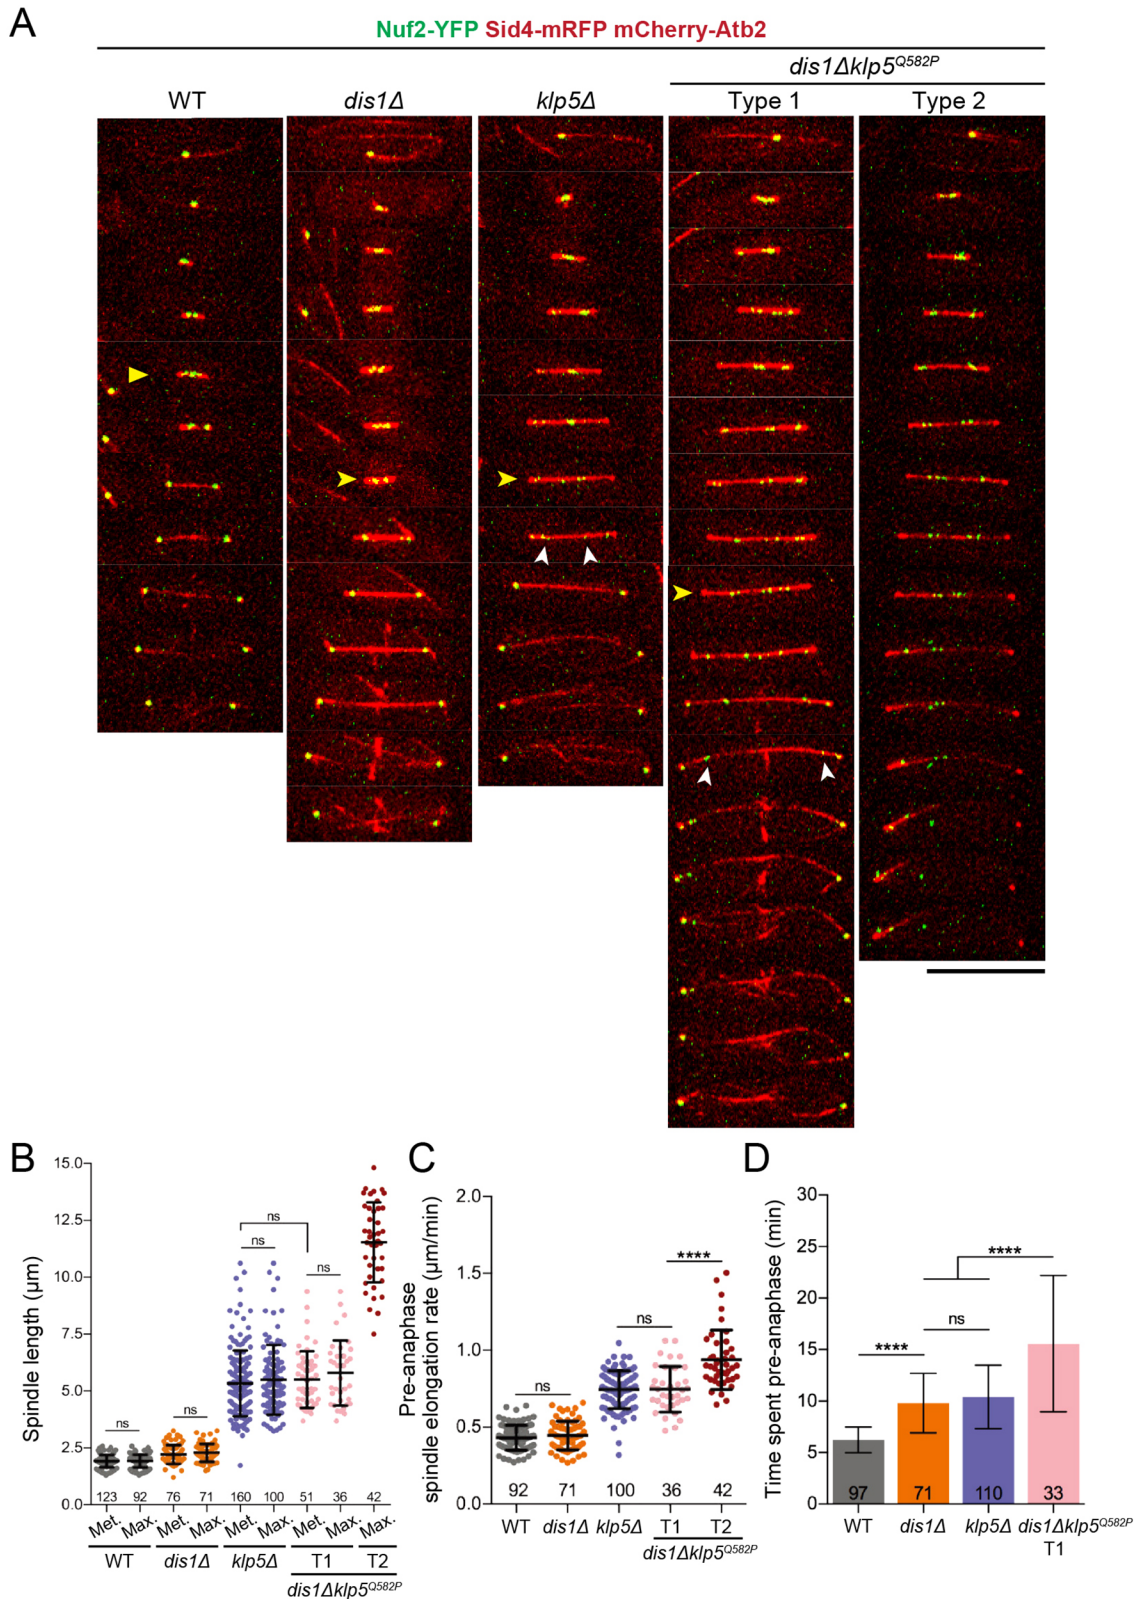 A
Nuf2-YFP Sid4-mRFP mCherry-Atb2
dis1Δklp5Q582P
WT dis1Δ klp5Δ Type 1 Type 2
B
Spindle length (µm)
15.0
12.5
10.0
7.5
5.0
2.5
0.0
ns ns ns ns ns
123 92 76 71 160 100 51 36 42
Met. Max. Met. Max. Met. Max. Met. Max. Max.
WT dis1Δ klp5Δ T1 T2
dis1Δklp5Q582P
C
Pre-anaphase
spindle elongation rate (µm/min)
2.0
1.5
1.0
0.5
0.0
ns ns ****
92 71 100 36 42
WT dis1Δ klp5Δ T1 T2
dis1Δklp5Q582P
D
Time spent pre-anaphase (min)
30
25
20
15
10
5
0
**** ns ****
97 71 110 33
WT dis1Δ klp5Δ dis1Δklp5Q582P
T1